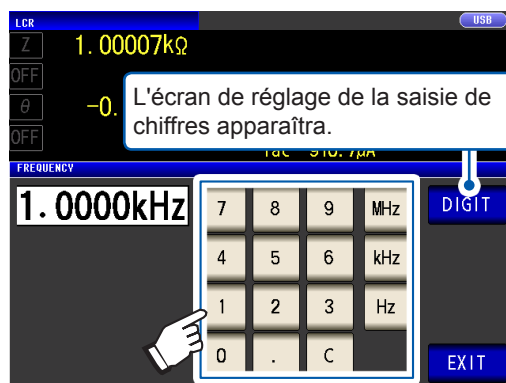 LCR
USB
Z 1.00007kΩ
OFF
θ -0.
OFF
L'écran de réglage de la saisie de
chiffres apparaîtra.
FREQUENCY
1.0000kHz
DIGIT
7 8 9 MHz
4 5 6 kHz
1 2 3 Hz
0 . C
EXIT